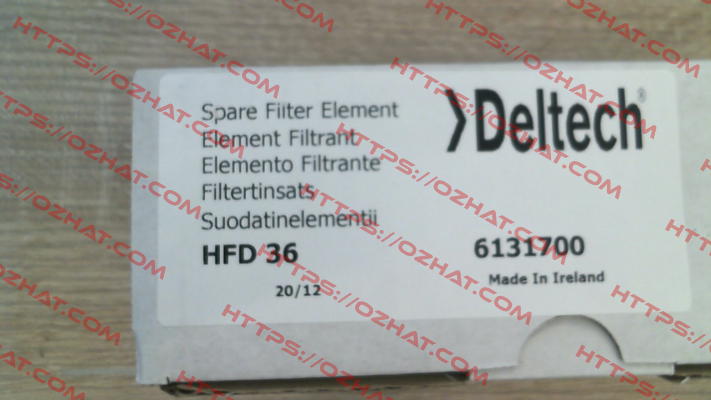 Spare Filter Element
Element Filtrant
Elemento Filtrante
Filtertinsats
Suodatinelementii
HFD 36
20/12
Deltech®
6131700
Made In Ireland
HTTPS://OZHAT.COM